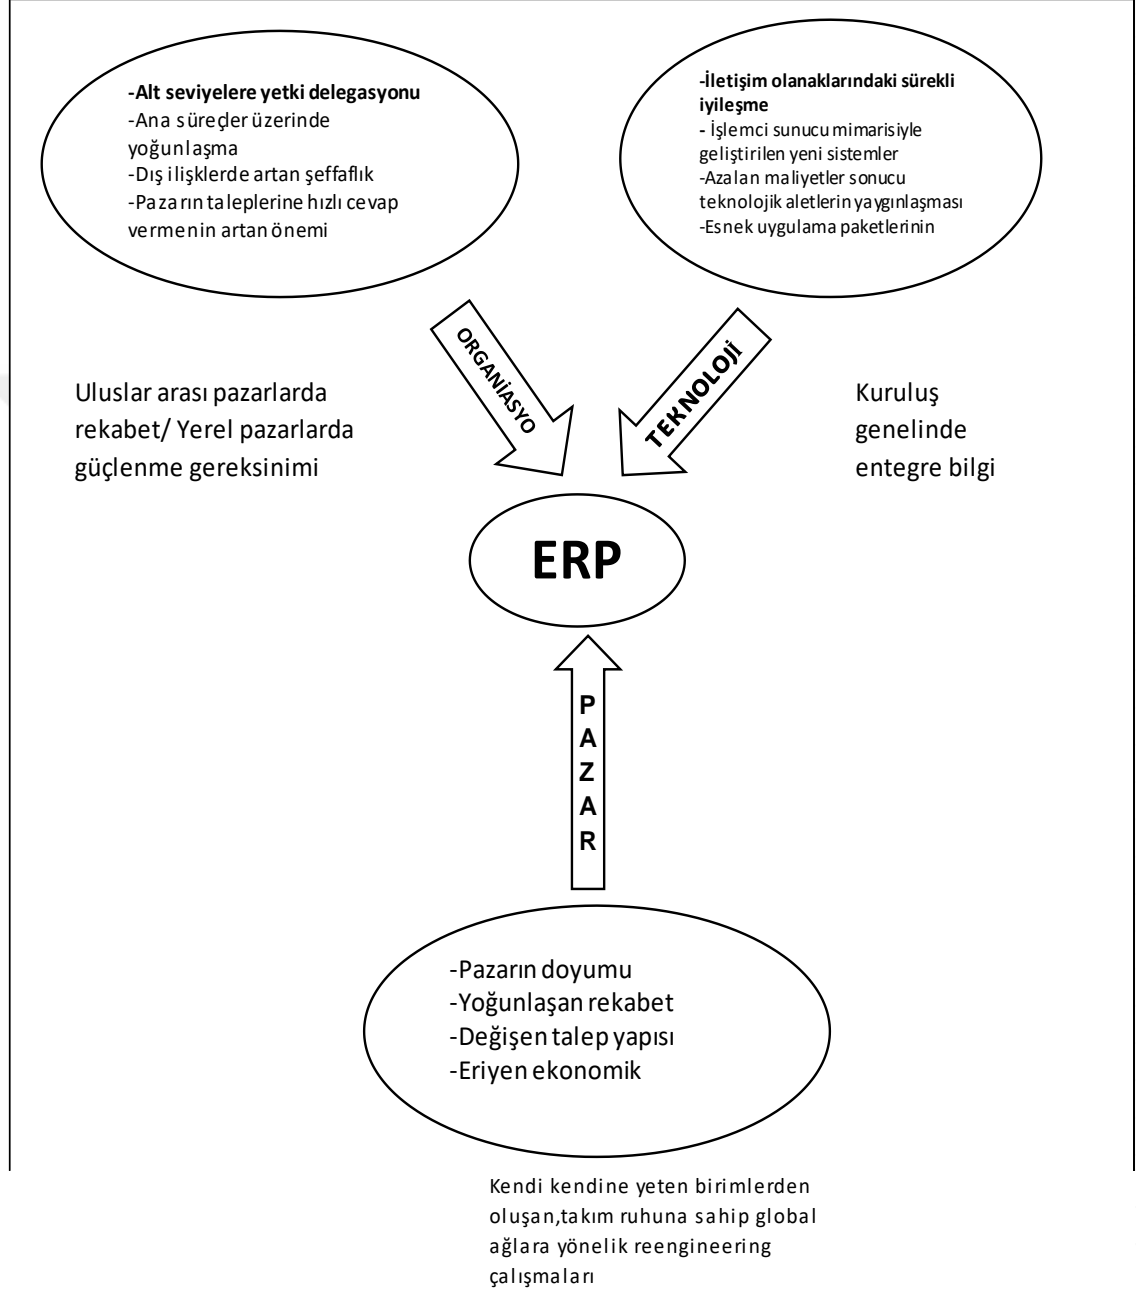 -Alt seviyelere yetki delegasyonu
-Ana süreçler üzerinde
yoğunlaşma
-Dış ilişklerde artan şeffaflık
-Pazarın taleplerine hızlı cevap
vermenin artan önemi
-İletişim olanaklarındaki sürekli
iyileşme
- İşlemci sunucu mimarisiyle
geliştirilen yeni sistemler
-Azalan maliyetler sonucu
teknolojik aletlerin yaygınlaşması
-Esnek uygulama paketlerinin
ORGANİASYO
TEKNOLOJİ
Uluslar arası pazarlarda
rekabet/ Yerel pazarlarda
güçlenme gereksinimi
Kuruluş
genelinde
entegre bilgi
ERP
P
A
Z
A
R
-Pazarın doyumu
-Yoğunlaşan rekabet
-Değişen talep yapısı
-Eriyen ekonomik
Kendi kendine yeten birimlerden
oluşan,takım ruhuna sahip global
ağlara yönelik reengineering
çalışmaları